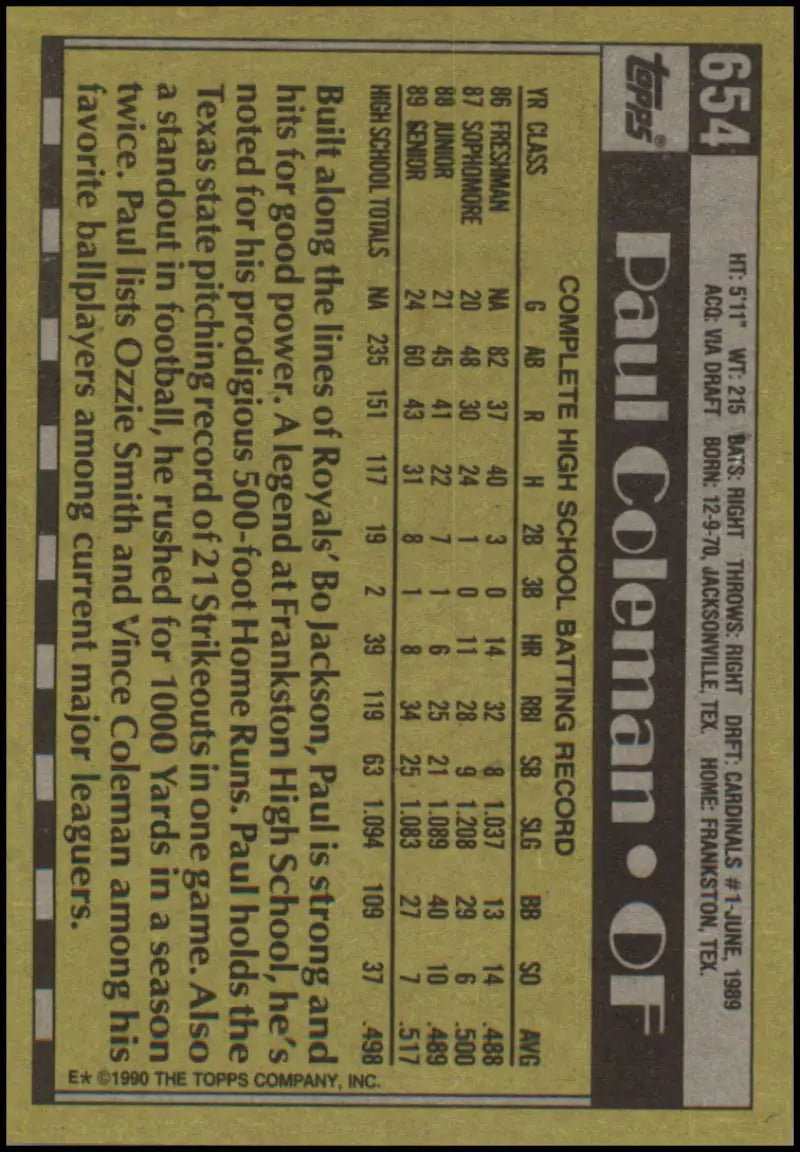 654
HT: 5'11" WT: 215 BATS: RIGHT THROWS: RIGHT DRFT: CARDINALS #1-JUNE, 1989
ACQ: VIA DRAFT BORN: 12-9-70, JACKSONVILLE, TEX. HOME: FRANKSTON, TEX.
TOPPS®
Paul Coleman • OF
COMPLETE HIGH SCHOOL BATTING RECORD
YR CLASS G AB R H 2B 3B HR RBI SB SLG BB SO AVG
86 FRESHMAN NA 82 37 40 3 0 14 32 8 1.037 13 14 .488
87 SOPHOMORE 20 48 30 24 1 0 11 28 9 1.208 29 6 .500
88 JUNIOR 21 45 41 22 7 1 6 25 21 1.089 40 10 .489
89 SENIOR 24 60 43 31 8 1 8 34 25 1.083 27 7 .517
HIGH SCHOOL TOTALS NA 235 151 117 19 2 39 119 63 1.094 109 37 .498
Built along the lines of Royals' Bo Jackson, Paul is strong and
hits for good power. A legend at Frankston High School, he's
noted for his prodigious 500-foot Home Runs. Paul holds the
Texas state pitching record of 21 Strikeouts in one game. Also
a standout in football, he rushed for 1000 Yards in a season
twice. Paul lists Ozzie Smith and Vince Coleman among his
favorite ballplayers among current major leaguers.
E* ©1990 THE TOPPS COMPANY, INC.